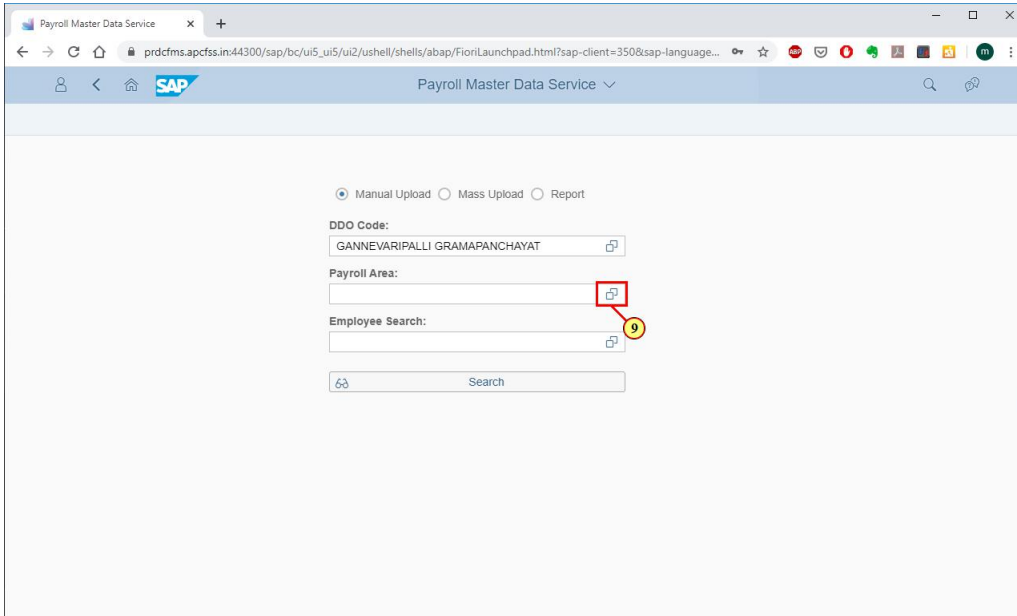 Payroll Master Data Service
prdcfms.apcfss.in:44300/sap/bc/ui5_ui5/ui2/ushell/shells/abap/FioriLaunchpad.html?sap-client=350&sap-language...
ABP
m
SAP
Payroll Master Data Service
Manual Upload Mass Upload Report
DDO Code:
GANNEVARIPALLI GRAMAPANCHAYAT
Payroll Area:
9
Employee Search:
Search